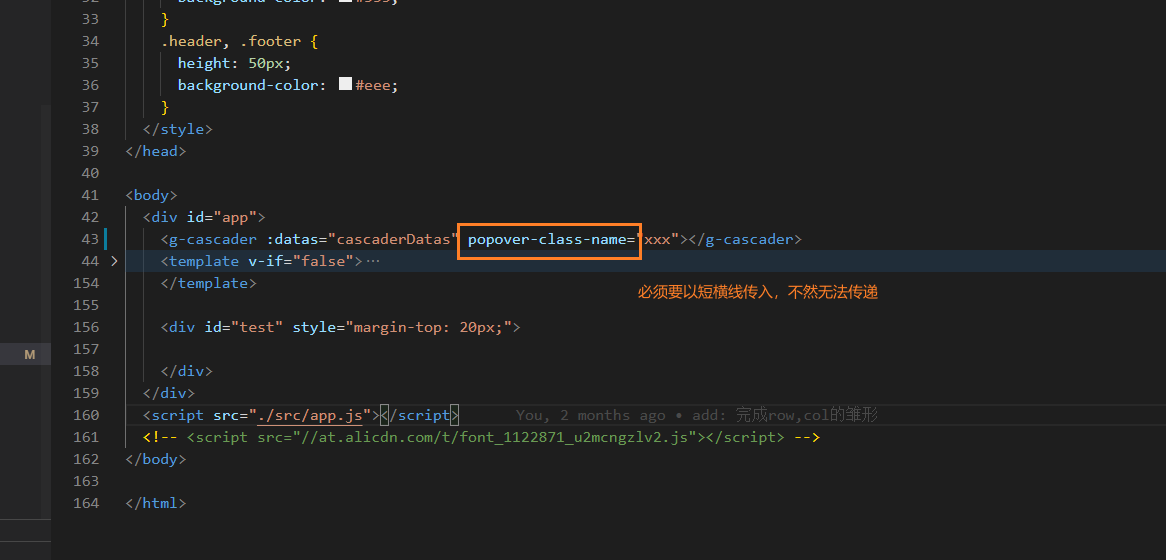 33 }
34 .header, .footer {
35 height: 50px;
36 background-color: #eee;
37 }
38 </style>
39 </head>
40
41 <body>
42 <div id="app">
43 <g-cascader :datas="cascaderDatas" popover-class-name="xxx"></g-cascader>
44 <template v-if="false">…
154 </template>
必须要以短横线传入，不然无法传递
155
156 <div id="test" style="margin-top: 20px;">
157
158 </div>
M
159 </div>
160 <script src="./src/app.js"></script> You, 2 months ago • add: 完成row,col的雏形
161 <!-- <script src="//at.alicdn.com/t/font_1122871_u2mcngzlv2.js"></script> -->
162 </body>
163
164 </html>